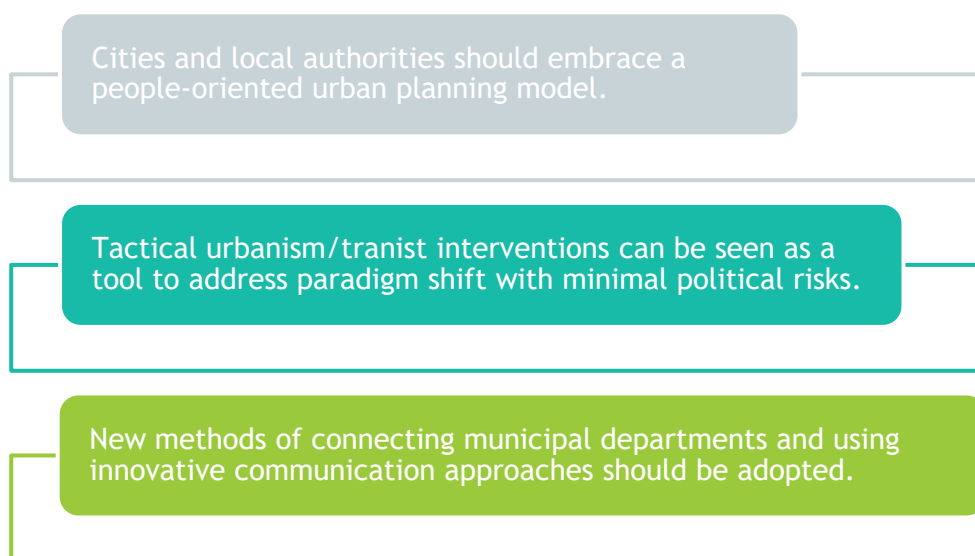 Cities and local authorities should embrace a
people-oriented urban planning model.
Tactical urbanism/tranist interventions can be seen as a
tool to address paradigm shift with minimal political risks.
New methods of connecting municipal departments and using
innovative communication approaches should be adopted.